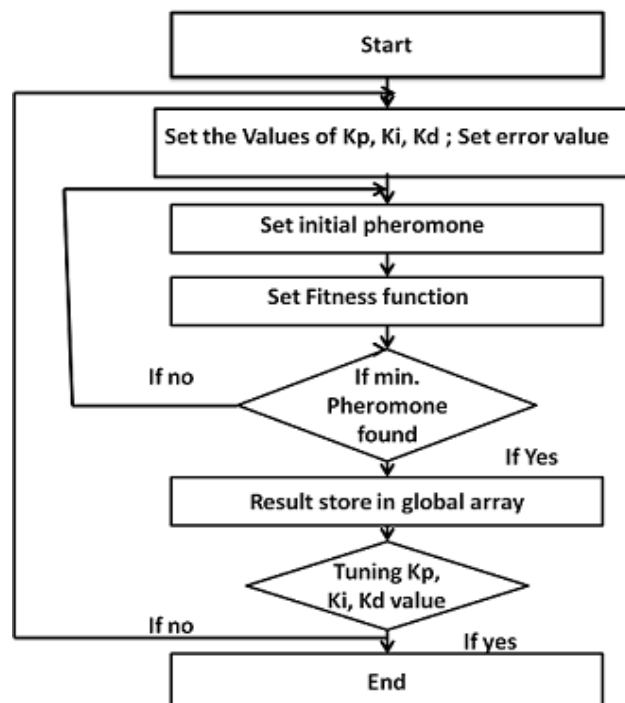 Start
Set the Values of Kp, Ki, Kd ; Set error value
Set initial pheromone
Set Fitness function
If no
If min.
Pheromone
found
If Yes
Result store in global array
Tuning Kp,
Ki, Kd value
If no
If yes
End